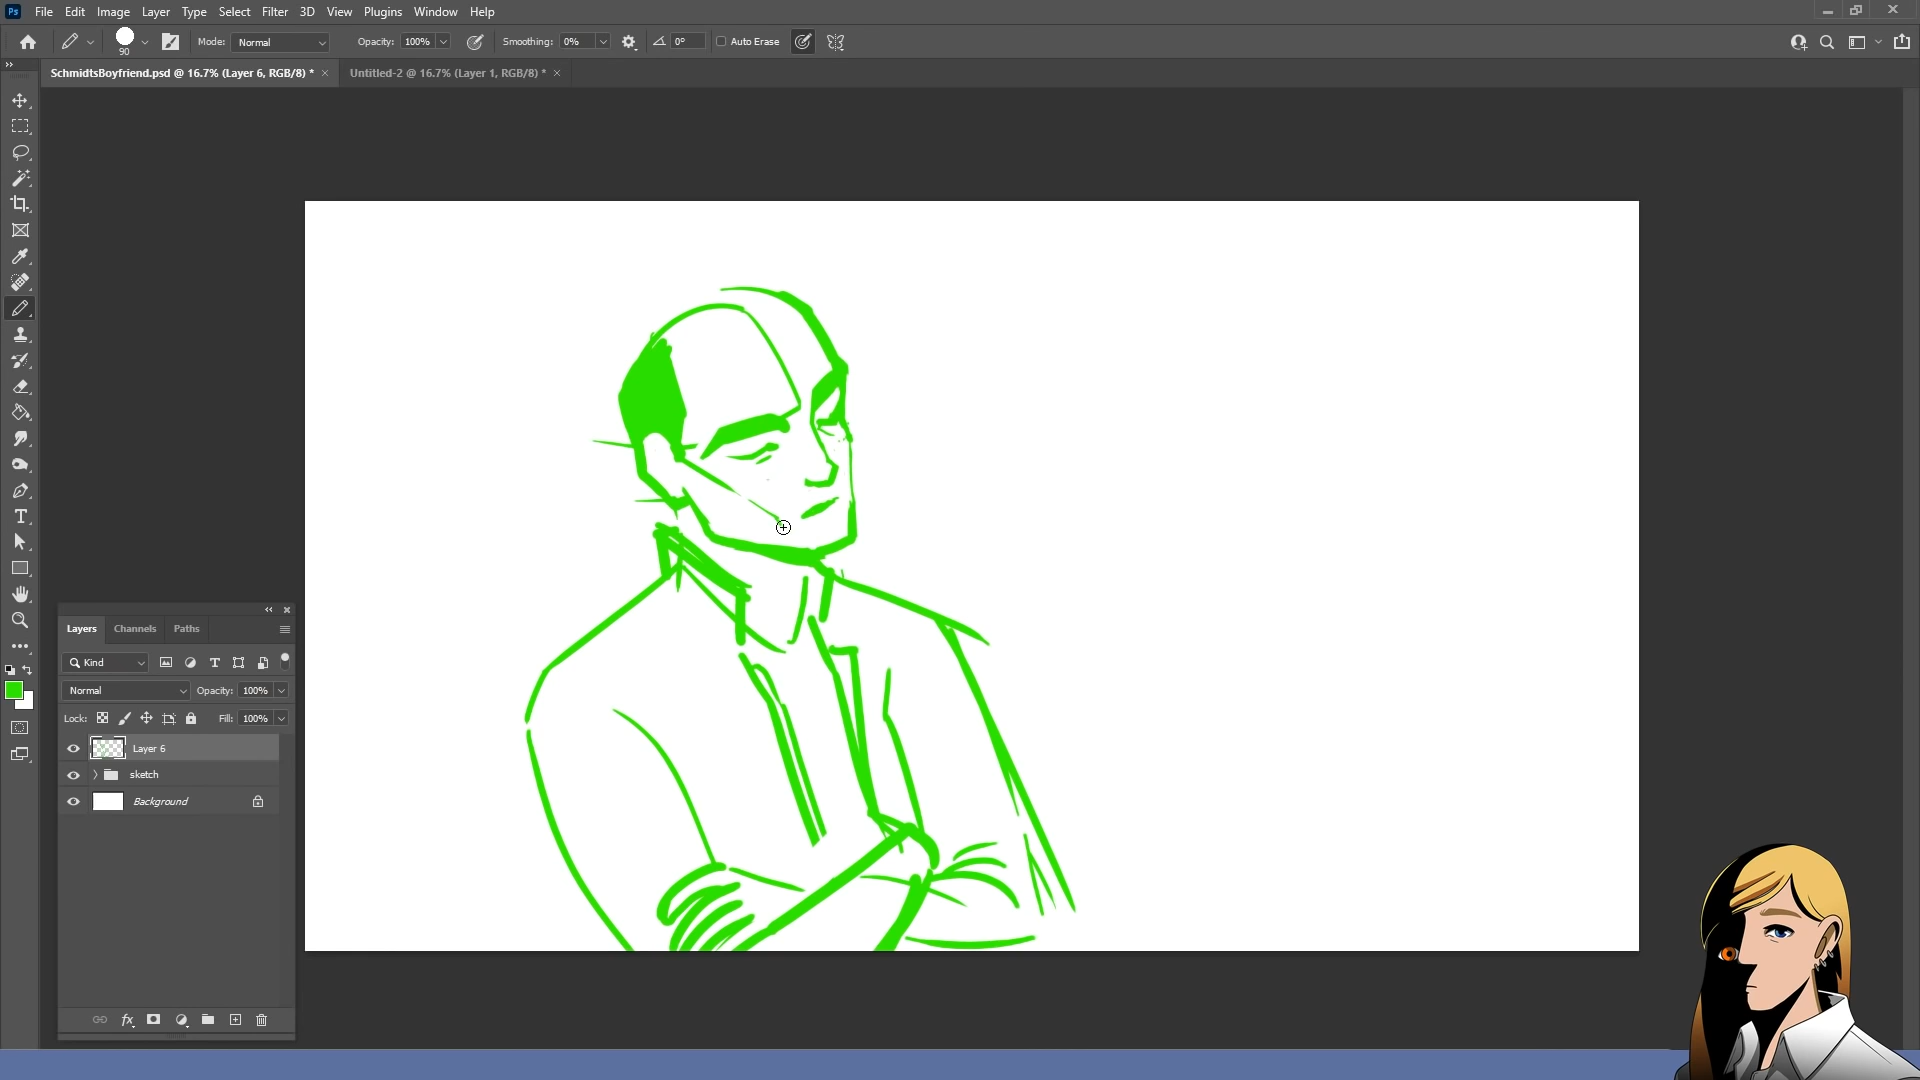 Ps File Edit Image Layer Type Select Filter 3D View Plugins Window Help
90 Mode: Normal Opacity: 100% Smoothing: 0% 0° Auto Erase
SchmidtsBoyfriend.psd @ 16.7% (Layer 6, RGB/8) * Untitled-2 @ 16.7% (Layer 1, RGB/8) *
Layers Channels Paths
Kind
Normal Opacity: 100%
Lock: Fill: 100%
Layer 6
sketch
Background
fx